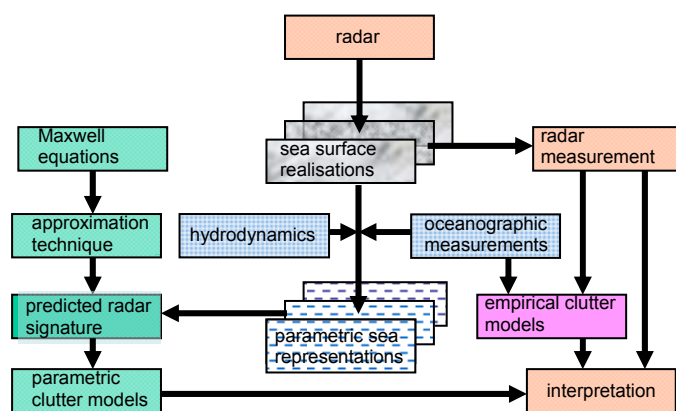 radar
Maxwell
equations
sea surface
realisations
radar
measurement
approximation
technique
hydrodynamics
oceanographic
measurements
predicted radar
signature
parametric sea
representations
empirical clutter
models
parametric
clutter models
interpretation